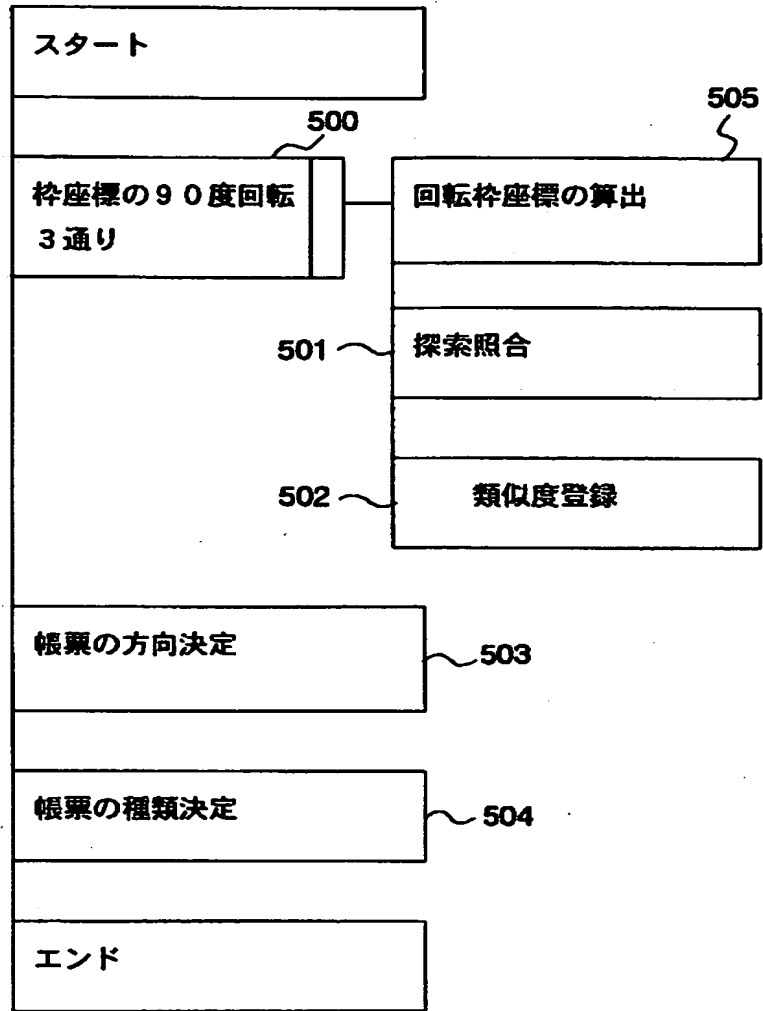 スタート
500
505
枠座標の90度回転
3通り
回転枠座標の算出
501
探索照合
502
類似度登録
帳票の方向決定
503
帳票の種類決定
504
エンド